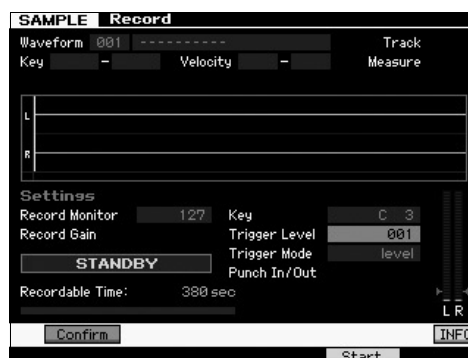 SAMPLE Record
Waveform 001 ---------- Track
Key – Velocity – Measure
L
R
Settings
Record Monitor 127 Key C 3
Record Gain Trigger Level 001
STANDBY Trigger Mode level
Punch In/Out
Recordable Time: 380 sec
L R
Confirm INFO
Start